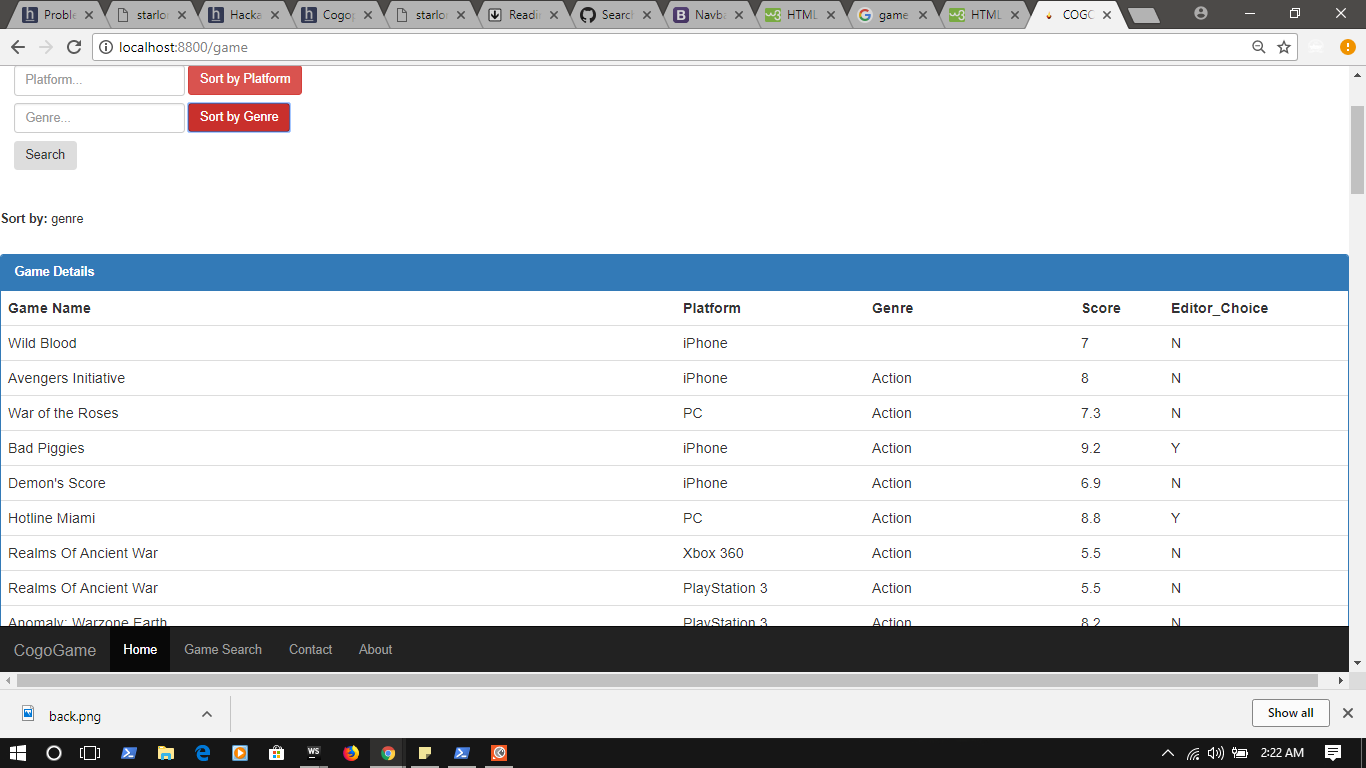 Proble
starlo
Hacka
Cogop
starlo
Readi
Search
Navba
HTML
game
HTML
COGO
localhost:8800/game
Platform...
Sort by Platform
Genre...
Sort by Genre
Search
Sort by: genre
Game Details
Game Name Platform Genre Score Editor_Choice
Wild Blood iPhone 7 N
Avengers Initiative iPhone Action 8 N
War of the Roses PC Action 7.3 N
Bad Piggies iPhone Action 9.2 Y
Demon's Score iPhone Action 6.9 N
Hotline Miami PC Action 8.8 Y
Realms Of Ancient War Xbox 360 Action 5.5 N
Realms Of Ancient War PlayStation 3 Action 5.5 N
Anomaly: Warzone Earth PlayStation 3 Action 8.2 N
CogoGame Home Game Search Contact About
back.png
Show all
WS
2:22 AM